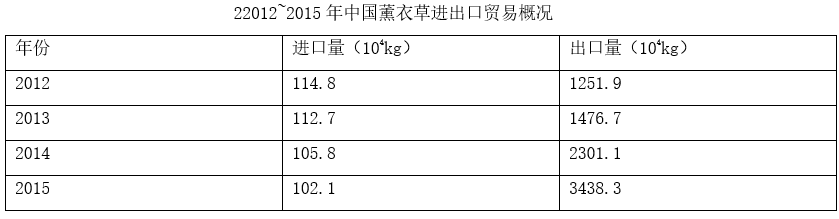 22012~2015 年中国薰衣草进出口贸易概况
年份 进口量（10⁴kg） 出口量（10⁴kg）
2012 114.8 1251.9
2013 112.7 1476.7
2014 105.8 2301.1
2015 102.1 3438.3